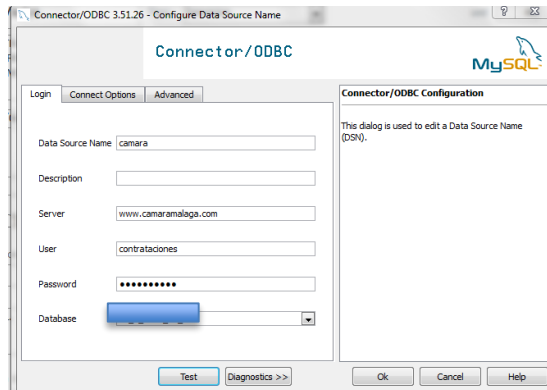 Connector/ODBC 3.51.26 - Configure Data Source Name
Connector/ODBC
MySQL
Login
Connect Options
Advanced
Data Source Name
camara
Description
Server
www.camaramalaga.com
User
contrataciones
Password
••••••••••
Database
Test
Diagnostics >>
Connector/ODBC Configuration
This dialog is used to edit a Data Source Name
(DSN).
Ok
Cancel
Help